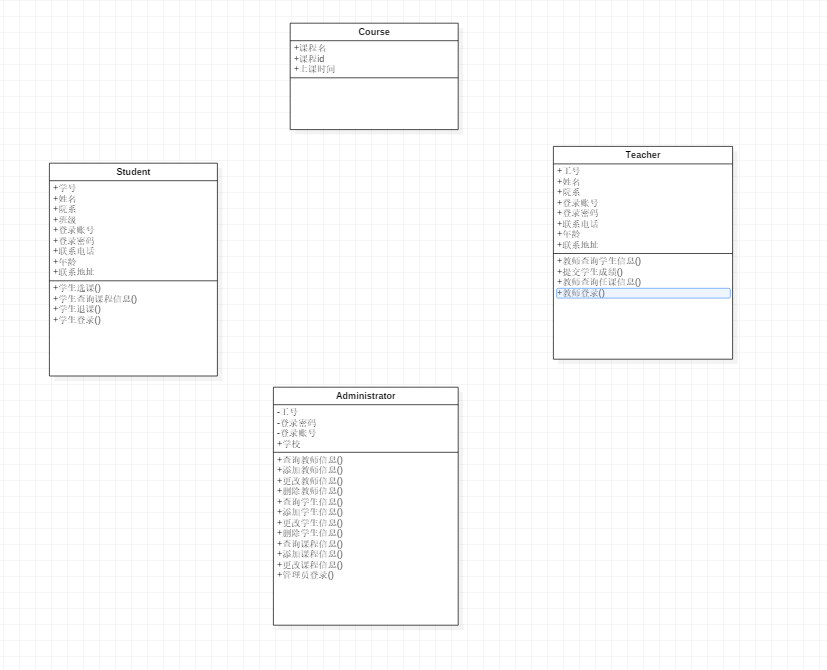 Course
+课程名
+课程id
+上课时间
Student
+学号
+姓名
+院系
+班级
+登录账号
+登录密码
+联系电话
+年龄
+联系地址
+学生选课()
+学生查询课程信息()
+学生退课()
+学生登录()
Teacher
+工号
+姓名
+院系
+登录账号
+登录密码
+联系电话
+年龄
+联系地址
+教师查询学生信息()
+提交学生成绩()
+教师查询任课信息()
+教师登录()
Administrator
-工号
-登录密码
-登录账号
+学校
+查询教师信息()
+添加教师信息()
+更改教师信息()
+删除教师信息()
+查询学生信息()
+添加学生信息()
+更改学生信息()
+删除学生信息()
+查询课程信息()
+添加课程信息()
+更改课程信息()
+管理员登录()